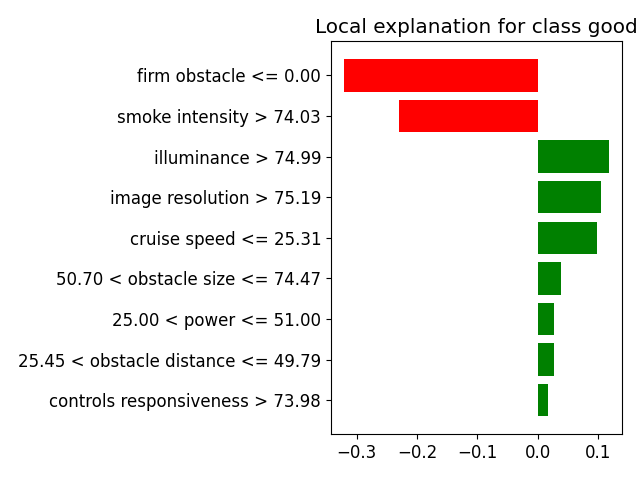 Local explanation for class good
firm obstacle <= 0.00
smoke intensity > 74.03
illuminance > 74.99
image resolution > 75.19
cruise speed <= 25.31
50.70 < obstacle size <= 74.47
25.00 < power <= 51.00
25.45 < obstacle distance <= 49.79
controls responsiveness > 73.98
−0.3 −0.2 −0.1 0.0 0.1